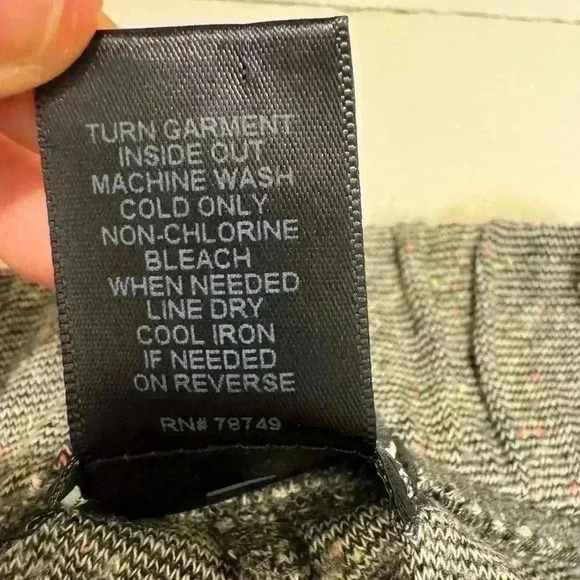 TURN GARMENT
INSIDE OUT
MACHINE WASH
COLD ONLY
NON-CHLORINE
BLEACH
WHEN NEEDED
LINE DRY
COOL IRON
IF NEEDED
ON REVERSE
RN# 78749